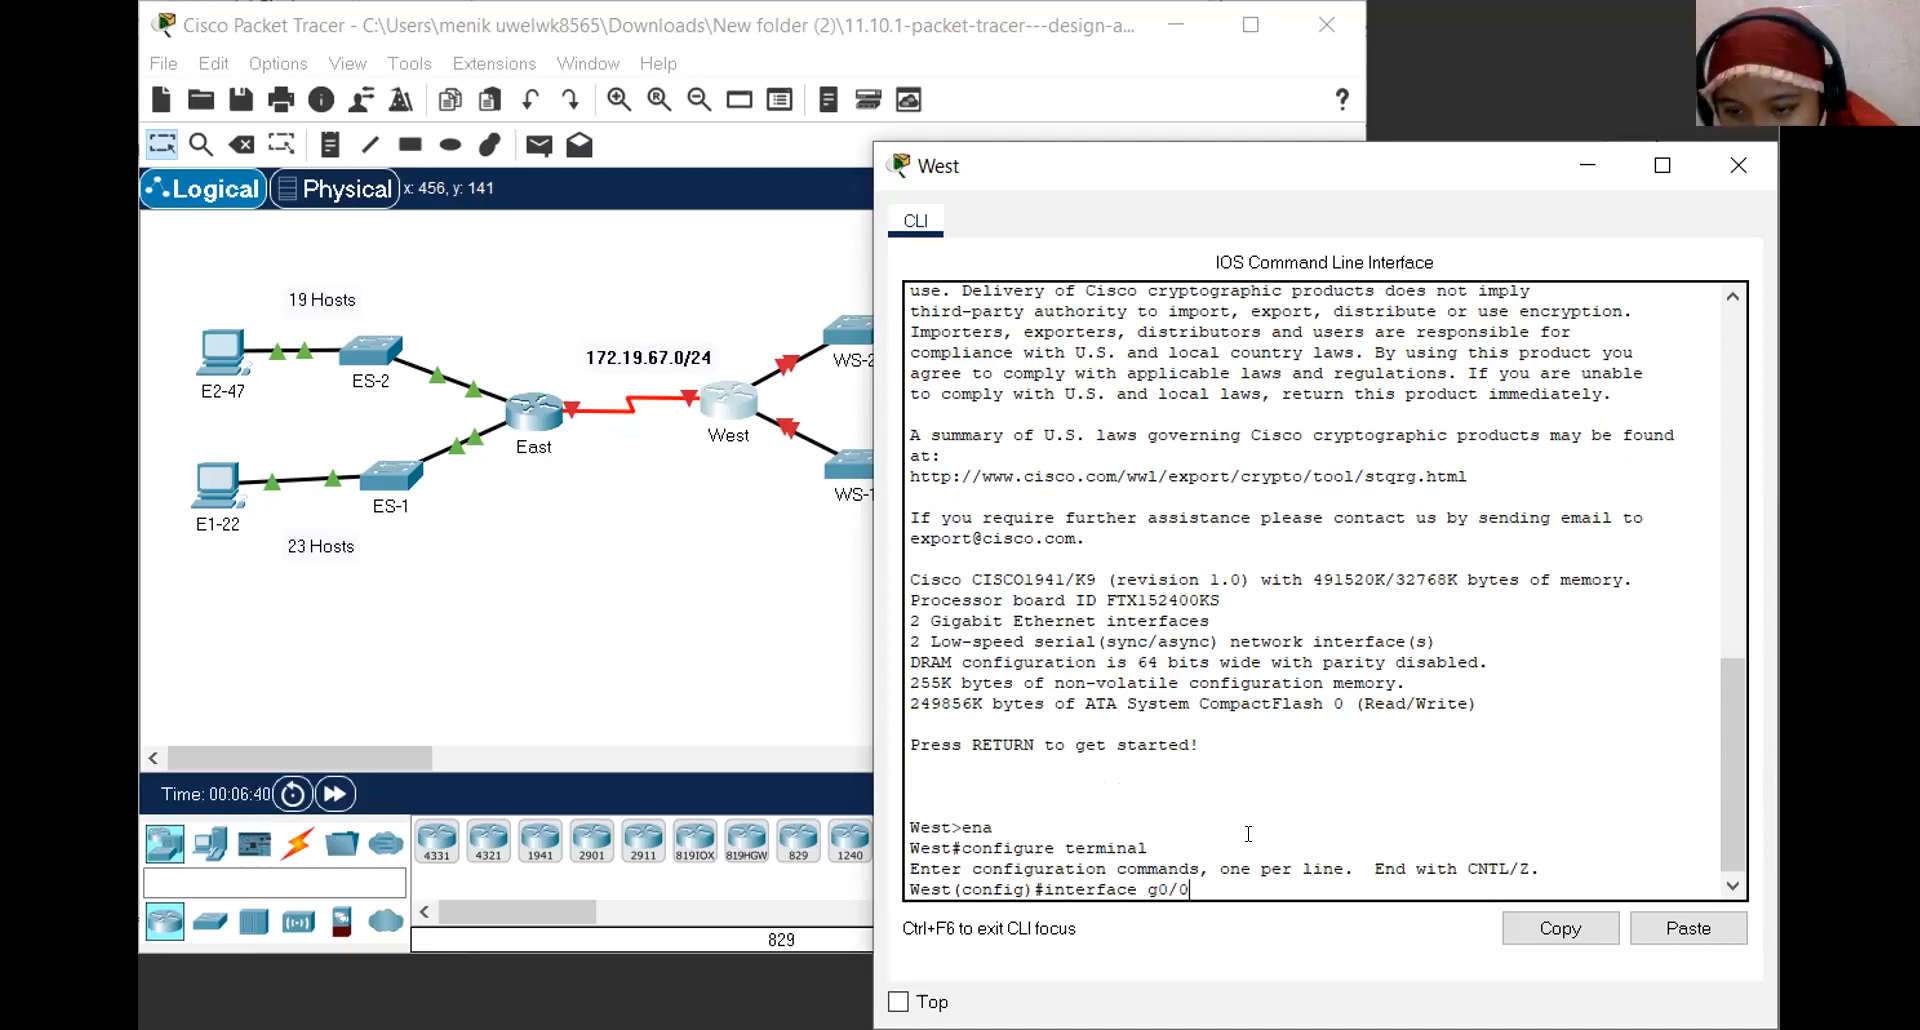 Cisco Packet Tracer - C:\Users\menik uwelwk8565\Downloads\New folder (2)\11.10.1-packet-tracer---design-a...
File Edit Options View Tools Extensions Window Help
?
Logical Physical x: 456, y: 141
19 Hosts
172.19.67.0/24
E2-47
ES-2
WS-2
East
West
E1-22
ES-1
WS-1
23 Hosts
Time: 00:06:40
4331 4321 1941 2901 2911 819IOX 819HGW 829 1240
829
West
CLI
IOS Command Line Interface
use. Delivery of Cisco cryptographic products does not imply
third-party authority to import, export, distribute or use encryption.
Importers, exporters, distributors and users are responsible for
compliance with U.S. and local country laws. By using this product you
agree to comply with applicable laws and regulations. If you are unable
to comply with U.S. and local laws, return this product immediately.
A summary of U.S. laws governing Cisco cryptographic products may be found
at:
http://www.cisco.com/wwl/export/crypto/tool/stqrg.html
If you require further assistance please contact us by sending email to
export@cisco.com.
Cisco CISCO1941/K9 (revision 1.0) with 491520K/32768K bytes of memory.
Processor board ID FTX152400KS
2 Gigabit Ethernet interfaces
2 Low-speed serial(sync/async) network interface(s)
DRAM configuration is 64 bits wide with parity disabled.
255K bytes of non-volatile configuration memory.
249856K bytes of ATA System CompactFlash 0 (Read/Write)
Press RETURN to get started!
West>ena
West#configure terminal
Enter configuration commands, one per line.  End with CNTL/Z.
West(config)#interface g0/0
Ctrl+F6 to exit CLI focus
Copy
Paste
Top